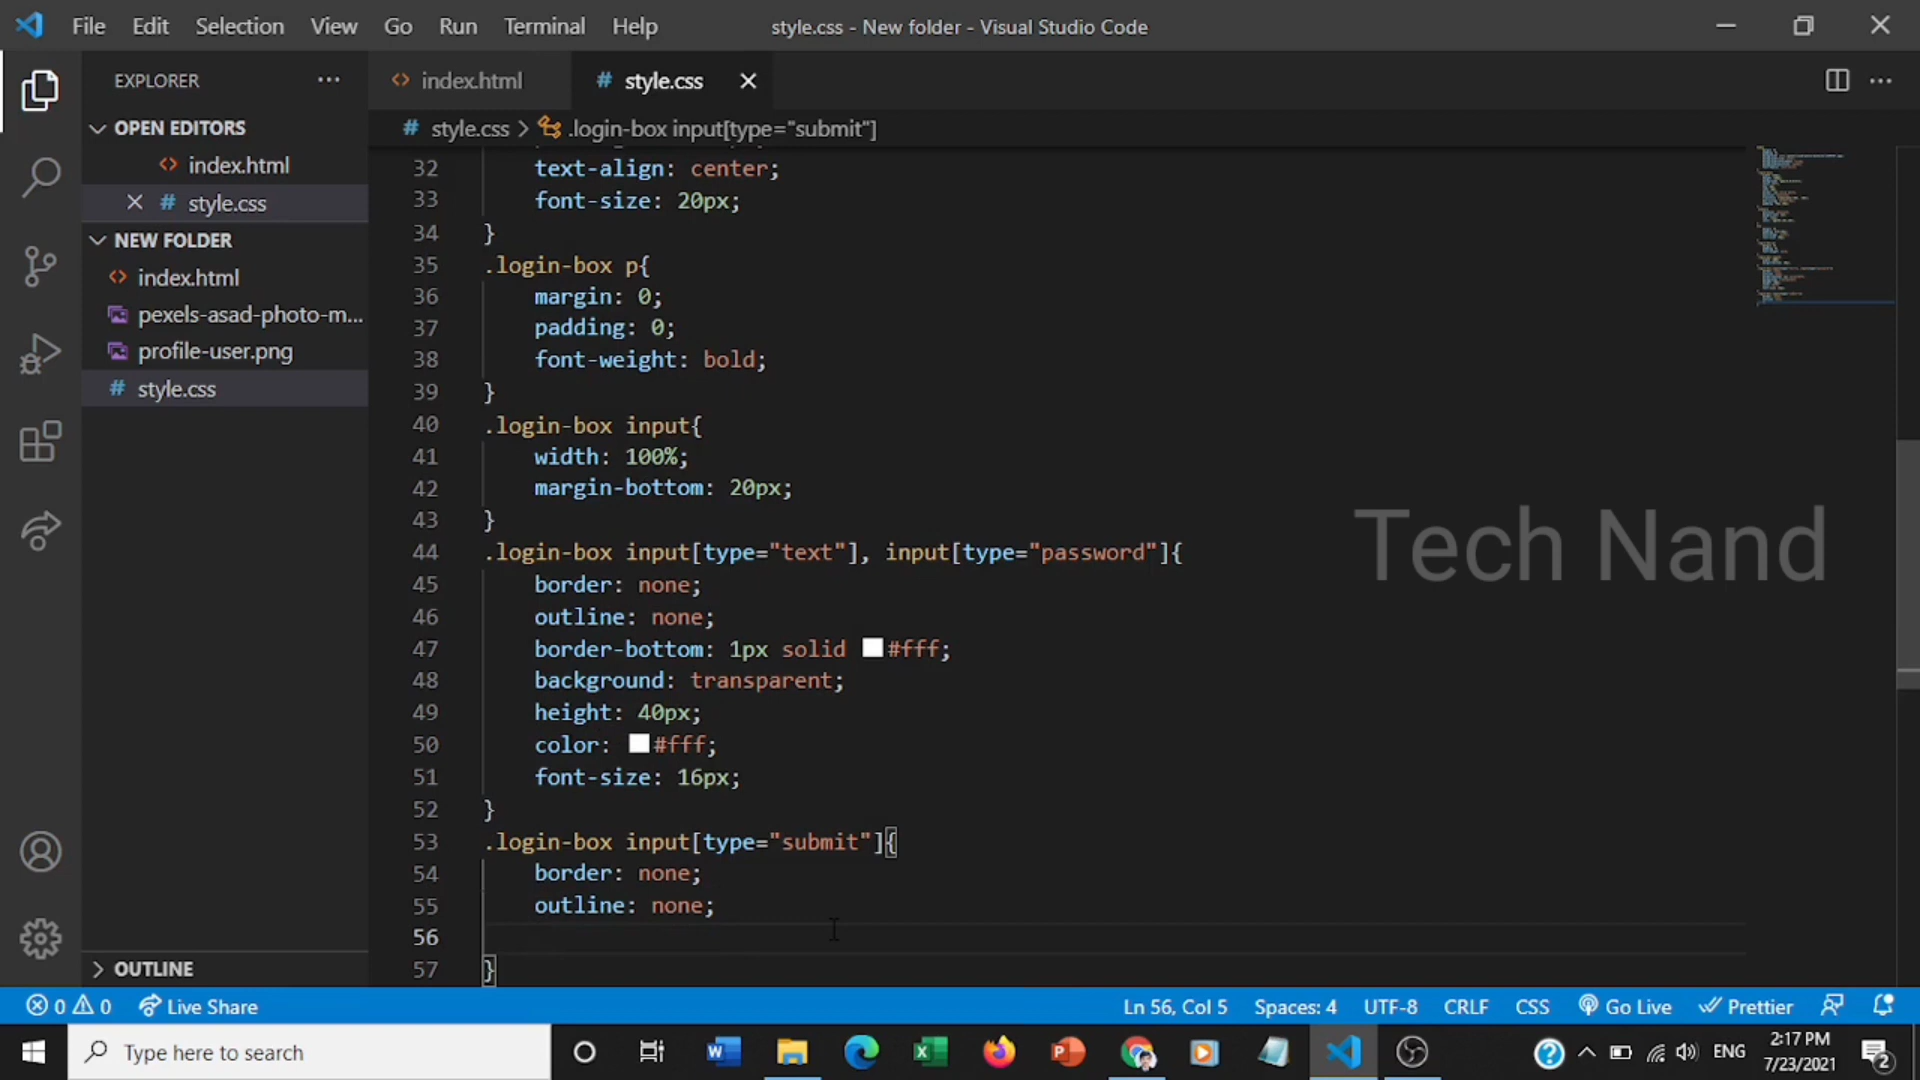 File Edit Selection View Go Run Terminal Help
style.css - New folder - Visual Studio Code
EXPLORER
index.html
style.css
OPEN EDITORS
index.html
style.css
NEW FOLDER
index.html
pexels-asad-photo-m...
profile-user.png
style.css
OUTLINE
style.css > .login-box input[type="submit"]
32 text-align: center;
33 font-size: 20px;
34 }
35 .login-box p{
36 margin: 0;
37 padding: 0;
38 font-weight: bold;
39 }
40 .login-box input{
41 width: 100%;
42 margin-bottom: 20px;
43 }
44 .login-box input[type="text"], input[type="password"]{
45 border: none;
46 outline: none;
47 border-bottom: 1px solid #fff;
48 background: transparent;
49 height: 40px;
50 color: #fff;
51 font-size: 16px;
52 }
53 .login-box input[type="submit"]{
54 border: none;
55 outline: none;
56
57 }
Tech Nand
0 0 Live Share
Ln 56, Col 5 Spaces: 4 UTF-8 CRLF CSS Go Live Prettier
Type here to search
ENG
2:17 PM
7/23/2021
2